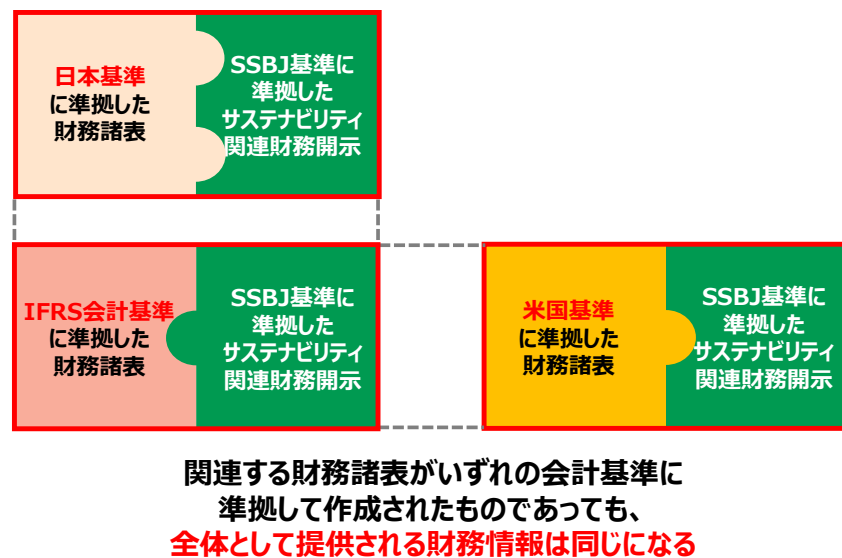 日本基準
に準拠した
財務諸表
SSBJ基準に
準拠した
サステナビリティ
関連財務開示
IFRS会計基準
に準拠した
財務諸表
SSBJ基準に
準拠した
サステナビリティ
関連財務開示
米国基準
に準拠した
財務諸表
SSBJ基準に
準拠した
サステナビリティ
関連財務開示
関連する財務諸表がいずれの会計基準に
準拠して作成されたものであっても、
全体として提供される財務情報は同じになる